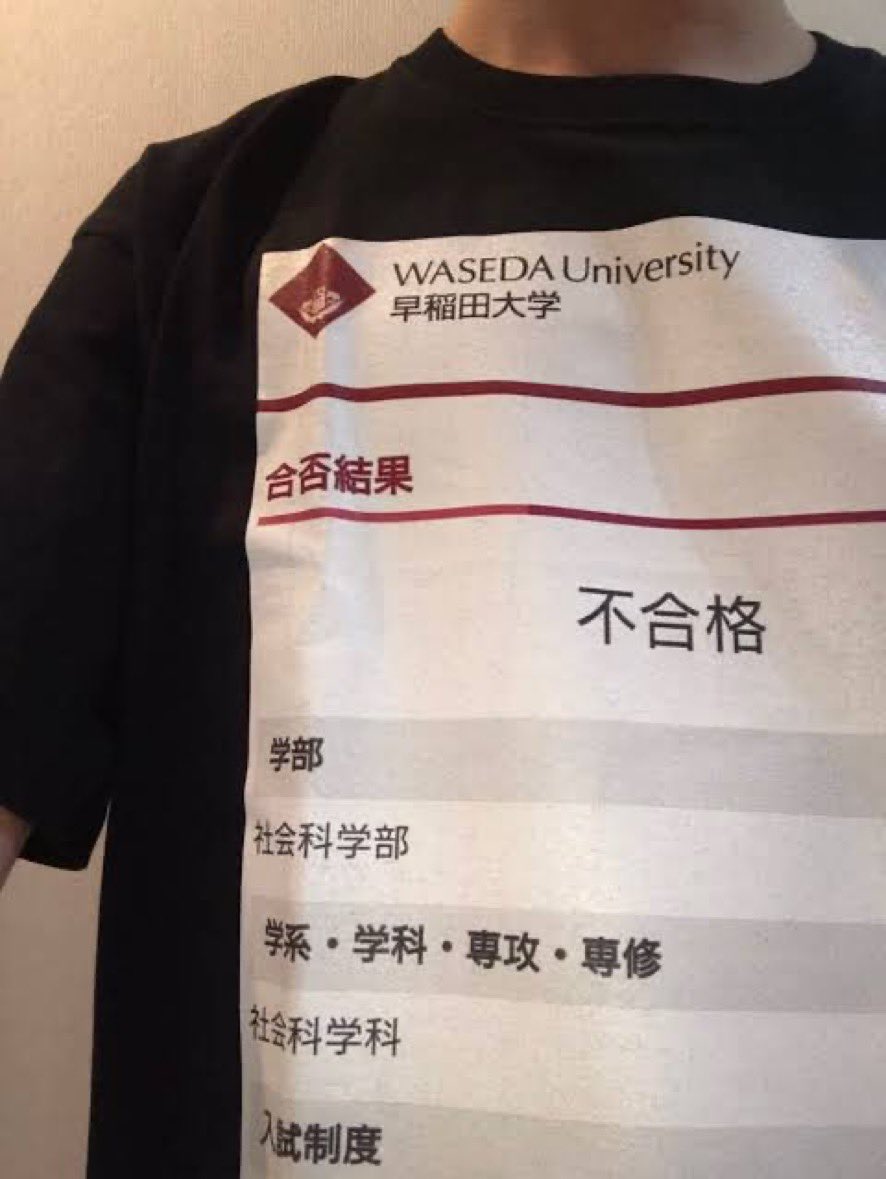 WASEDA University
早稲田大学
合否結果
不合格
学部
社会科学部
学系・学科・専攻・専修
社会科学科
入試制度